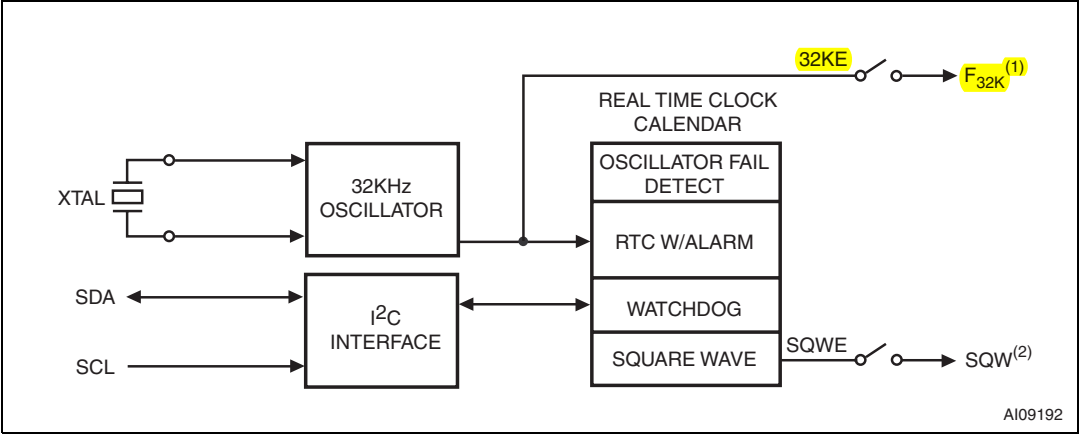 32KE
F32K(1)
REAL TIME CLOCK
CALENDAR
OSCILLATOR FAIL
DETECT
XTAL
32KHz
OSCILLATOR
RTC W/ALARM
SDA
I2C
INTERFACE
WATCHDOG
SCL
SQUARE WAVE
SQWE
SQW(2)
AI09192